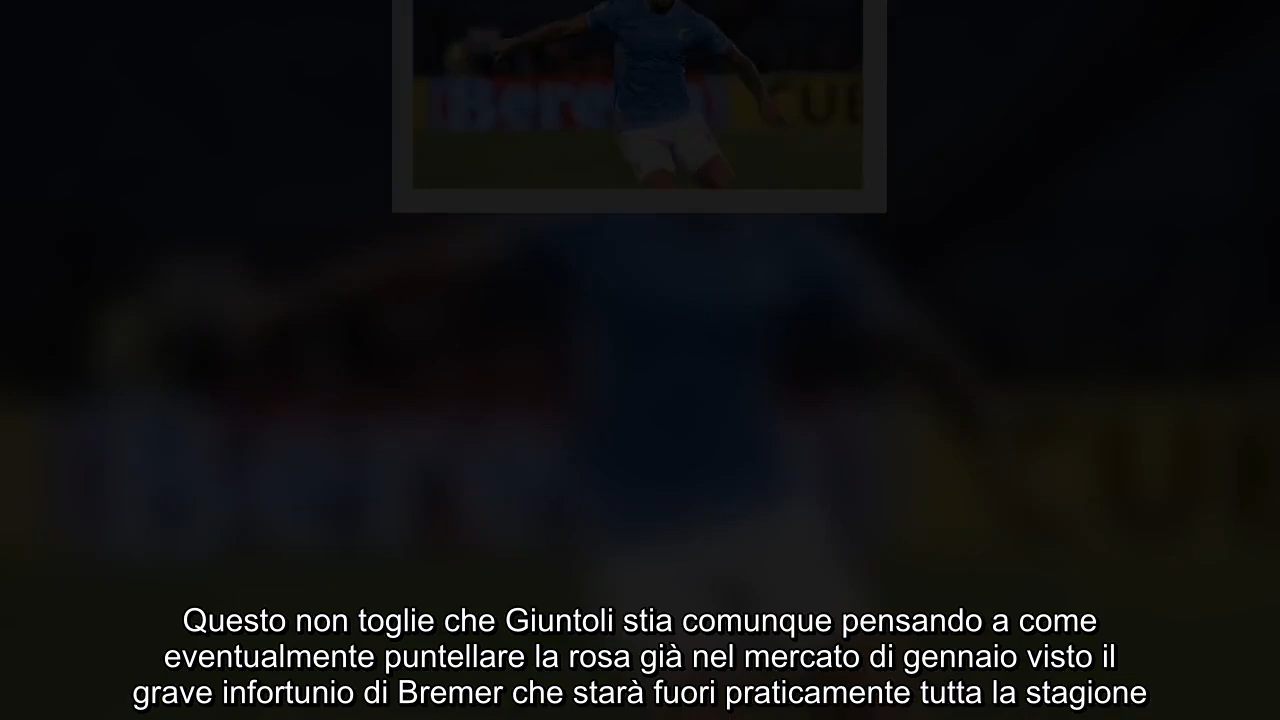 Questo non toglie che Giuntoli stia comunque pensando a come
eventualmente puntellare la rosa già nel mercato di gennaio visto il
grave infortunio di Bremer che starà fuori praticamente tutta la stagione